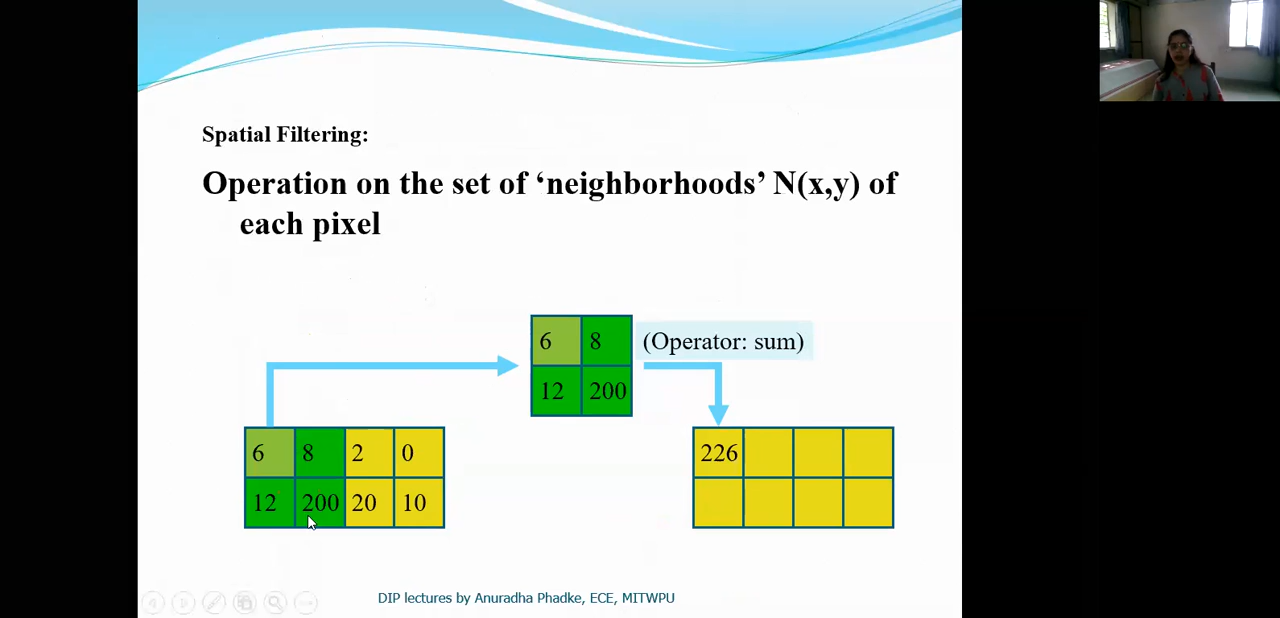 Spatial Filtering:
Operation on the set of ‘neighborhoods’ N(x,y) of
each pixel
6 8
(Operator: sum)
12 200
6 8 2 0
12 200 20 10
226
DIP lectures by Anuradha Phadke, ECE, MITWPU